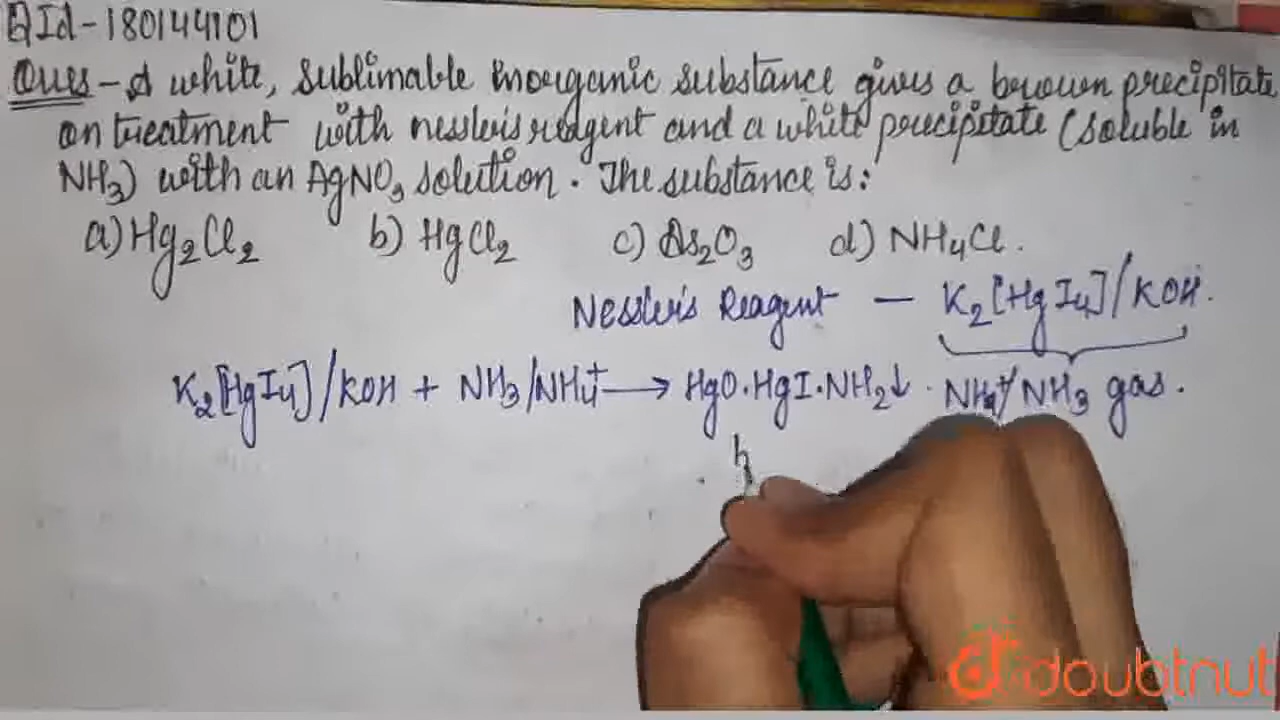 QId-180144101
Ques - A white, sublimable inorganic substance gives a brown precipitate
on treatment with nessler's reagent and a white precipitate (soluble in
NH3) with an AgNO3 solution. The substance is:
a) Hg2Cl2 b) HgCl2 c) As2O3 d) NH4Cl.
Nessler's Reagent — K2[HgI4]/KOH.
K2[HgI4]/KOH + NH3/NH4+ → HgO.HgI.NH2↓. NH4+/NH3 gas.
b
doubtnut